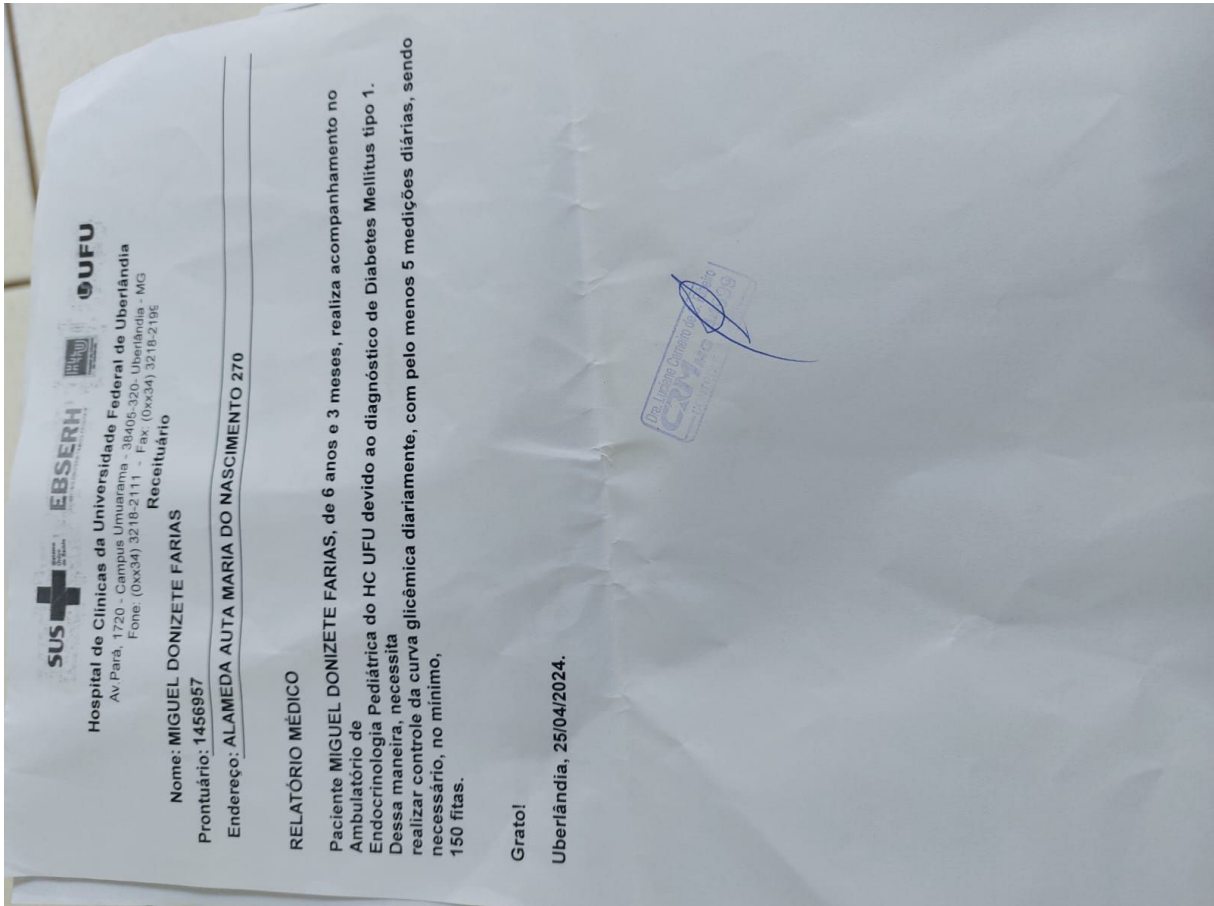 SUS EBSERH UFU
Hospital de Clínicas da Universidade Federal de Uberlândia
Av.Pará, 1720 - Campus Umuarama - 38405-320- Uberlândia - MG
Fone: (0xx34) 3218-2111 - Fax: (0xx34) 3218-2199
Receituário
Nome: MIGUEL DONIZETE FARIAS
Prontuário: 1456957
Endereço: ALAMEDA AUTA MARIA DO NASCIMENTO 270
RELATÓRIO MÉDICO
Paciente MIGUEL DONIZETE FARIAS, de 6 anos e 3 meses, realiza acompanhamento no
Ambulatório de
Endocrinologia Pediátrica do HC UFU devido ao diagnóstico de Diabetes Mellitus tipo 1.
Dessa maneira, necessita
realizar controle da curva glicêmica diariamente, com pelo menos 5 medições diárias, sendo
necessário, no mínimo,
150 fitas.
Grato!
Uberlândia, 25/04/2024.
Dra. Carneiro de
CRM